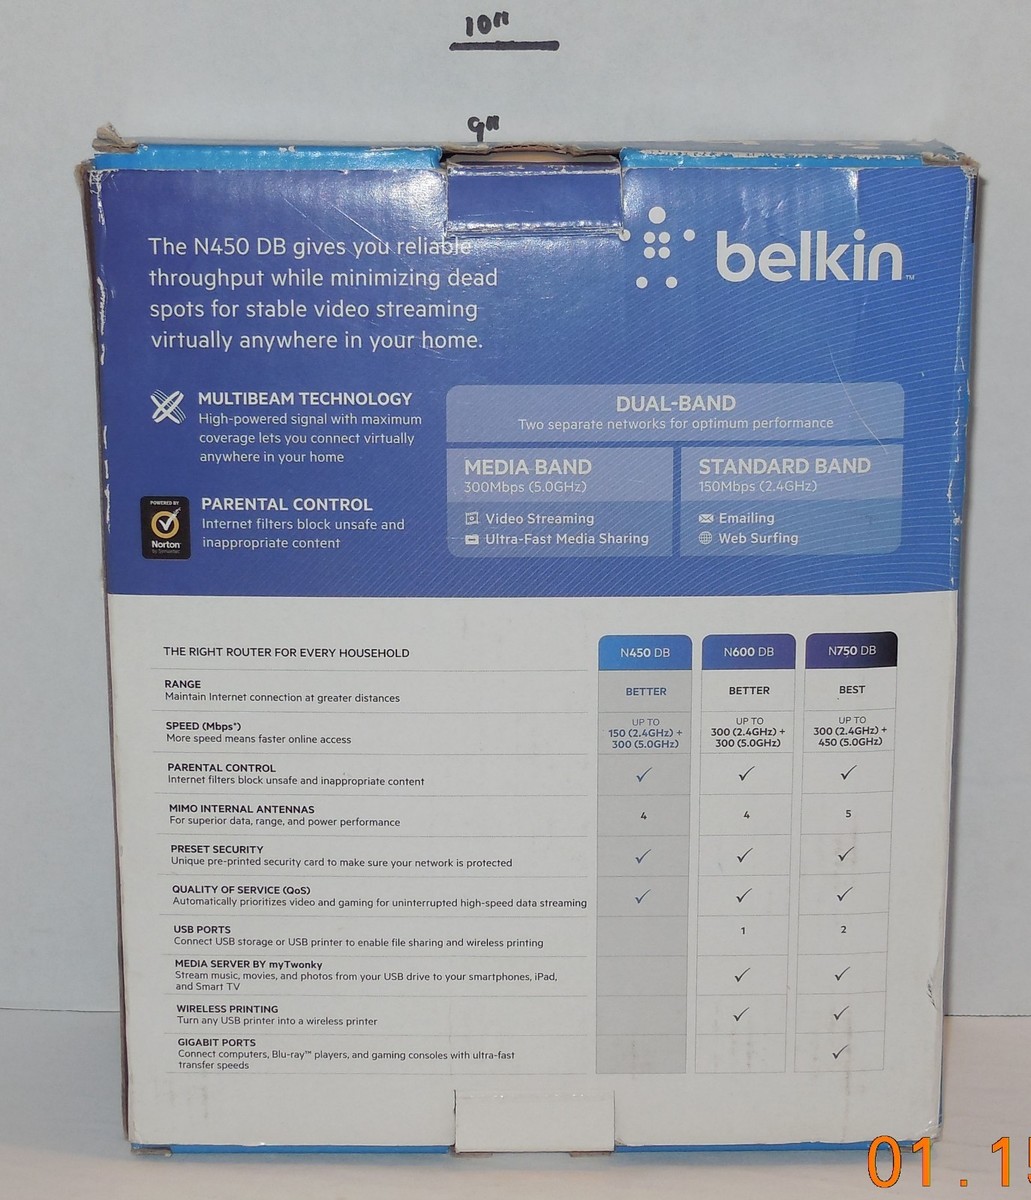 10"
9"
The N450 DB gives you reliable
throughput while minimizing dead
spots for stable video streaming
virtually anywhere in your home.
belkin™
MULTIBEAM TECHNOLOGY
High-powered signal with maximum
coverage lets you connect virtually
anywhere in your home
POWERED BY
Norton
by Symantec
PARENTAL CONTROL
Internet filters block unsafe and
inappropriate content
DUAL-BAND
Two separate networks for optimum performance
MEDIA BAND
300Mbps (5.0GHz)
Video Streaming
Ultra-Fast Media Sharing
STANDARD BAND
150Mbps (2.4GHz)
Emailing
Web Surfing
THE RIGHT ROUTER FOR EVERY HOUSEHOLD
N450 DB
N600 DB
N750 DB
RANGE
Maintain Internet connection at greater distances
BETTER
BETTER
BEST
SPEED (Mbps*)
More speed means faster online access
UP TO
150 (2.4GHz) +
300 (5.0GHz)
UP TO
300 (2.4GHz) +
300 (5.0GHz)
UP TO
300 (2.4GHz) +
450 (5.0GHz)
PARENTAL CONTROL
Internet filters block unsafe and inappropriate content
✓
✓
✓
MIMO INTERNAL ANTENNAS
For superior data, range, and power performance
4
4
5
PRESET SECURITY
Unique pre-printed security card to make sure your network is protected
✓
✓
✓
QUALITY OF SERVICE (QoS)
Automatically prioritizes video and gaming for uninterrupted high-speed data streaming
✓
✓
✓
USB PORTS
Connect USB storage or USB printer to enable file sharing and wireless printing
1
2
MEDIA SERVER BY myTwonky
Stream music, movies, and photos from your USB drive to your smartphones, iPad,
and Smart TV
✓
✓
WIRELESS PRINTING
Turn any USB printer into a wireless printer
✓
✓
GIGABIT PORTS
Connect computers, Blu-ray™ players, and gaming consoles with ultra-fast
transfer speeds
✓
01.15